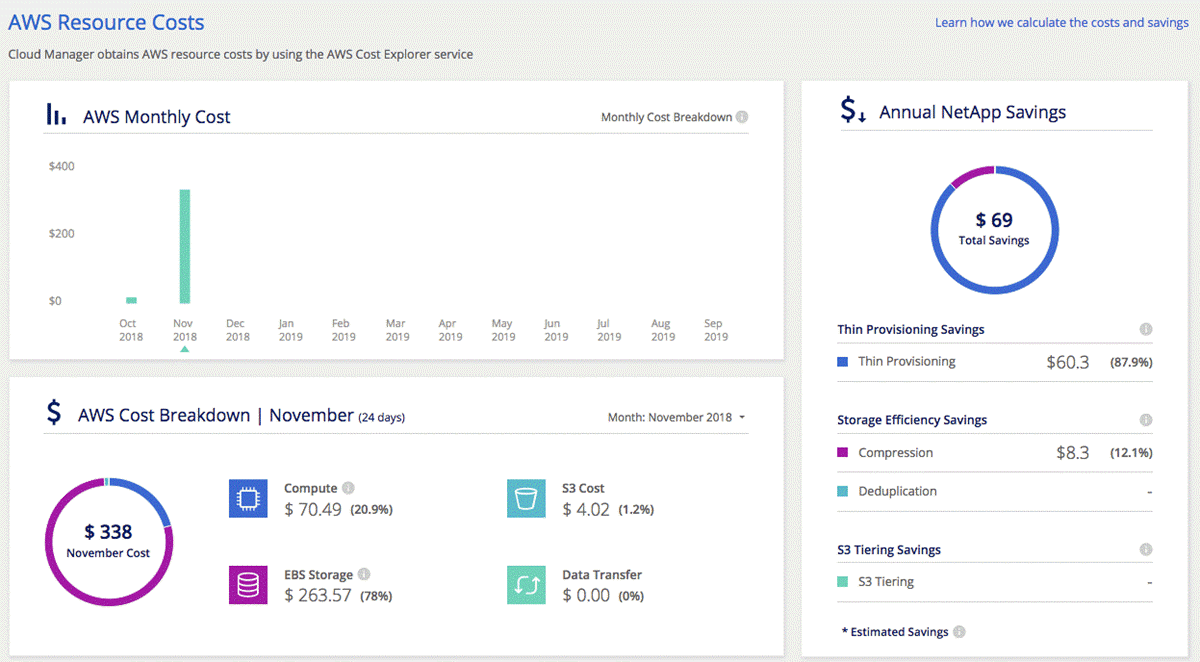 AWS Resource Costs
Learn how we calculate the costs and savings
Cloud Manager obtains AWS resource costs by using the AWS Cost Explorer service
AWS Monthly Cost
Monthly Cost Breakdown
$400
$200
$0
Oct Nov Dec Jan Feb Mar Apr May Jun Jul Aug Sep
2018 2018 2018 2019 2019 2019 2019 2019 2019 2019 2019 2019
AWS Cost Breakdown | November (24 days)
Month: November 2018
$ 338
November Cost
Compute
$ 70.49 (20.9%)
S3 Cost
$ 4.02 (1.2%)
EBS Storage
$ 263.57 (78%)
Data Transfer
$ 0.00 (0%)
Annual NetApp Savings
$ 69
Total Savings
Thin Provisioning Savings
Thin Provisioning $60.3 (87.9%)
Storage Efficiency Savings
Compression $8.3 (12.1%)
Deduplication -
S3 Tiering Savings
S3 Tiering -
* Estimated Savings